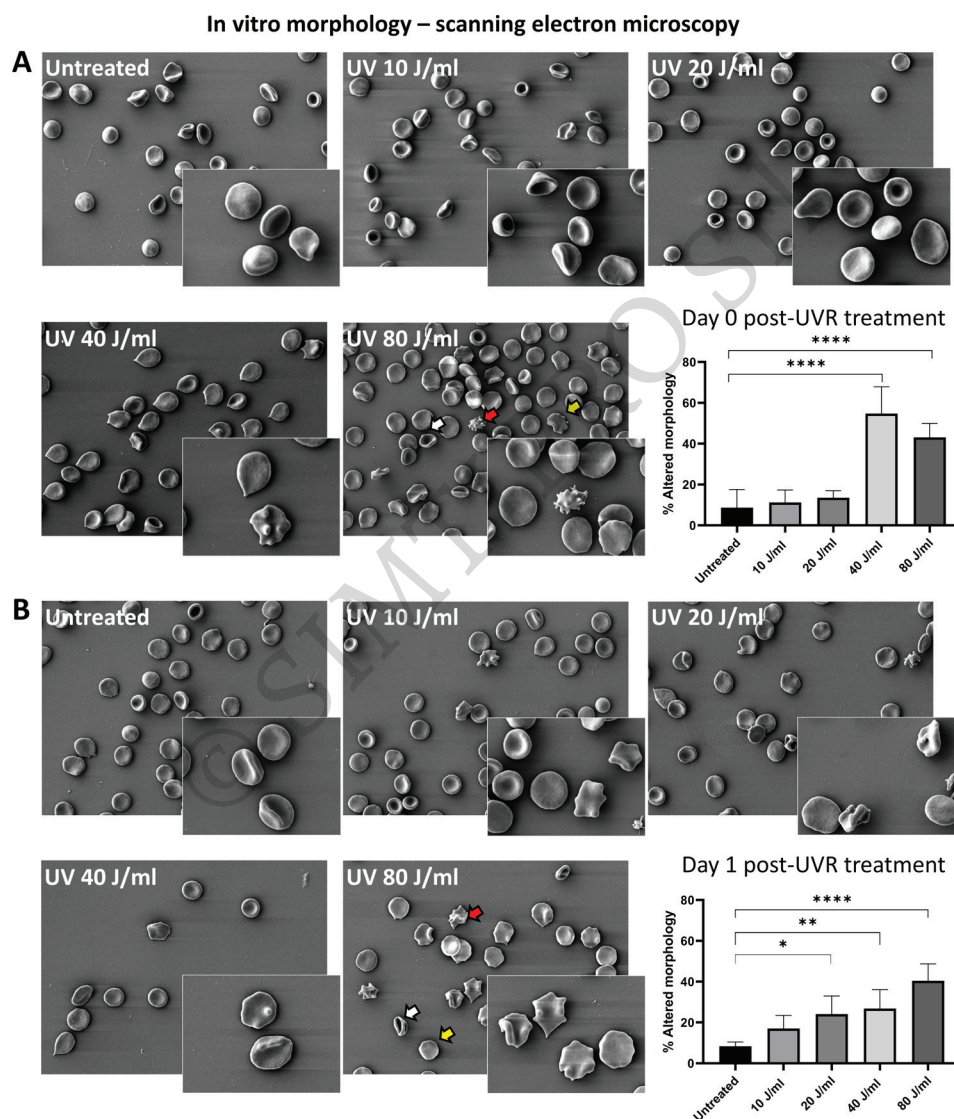 In vitro morphology – scanning electron microscopy
A
Untreated
UV 10 J/ml
UV 20 J/ml
UV 40 J/ml
UV 80 J/ml
Day 0 post-UVR treatment
****
****
% Altered morphology
80
60
40
20
0
Untreated
10 J/ml
20 J/ml
40 J/ml
80 J/ml
B
Untreated
UV 10 J/ml
UV 20 J/ml
UV 40 J/ml
UV 80 J/ml
Day 1 post-UVR treatment
****
**
*
% Altered morphology
80
60
40
20
0
Untreated
10 J/ml
20 J/ml
40 J/ml
80 J/ml